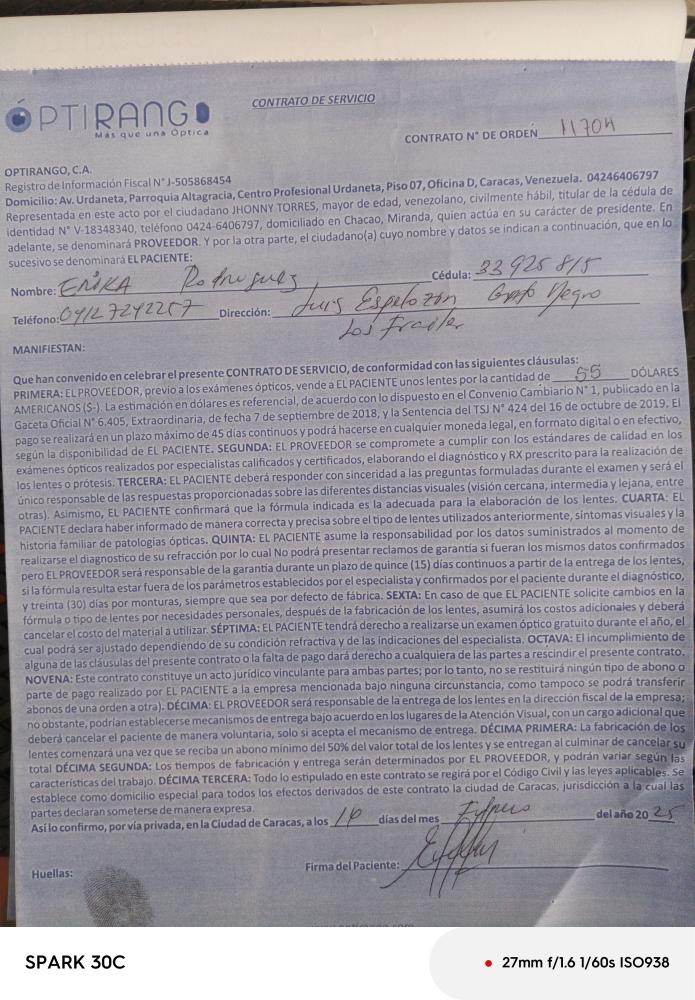 ÓPTIRANGO
Más que una Óptica
CONTRATO DE SERVICIO
CONTRATO N° DE ORDEN 11704
OPTIRANGO, C.A.
Registro de Información Fiscal N° J-505868454
Domicilio: Av. Urdaneta, Parroquia Altagracia, Centro Profesional Urdaneta, Piso 07, Oficina D, Caracas, Venezuela. 04246406797
Representada en este acto por el ciudadano JHONNY TORRES, mayor de edad, venezolano, civilmente hábil, titular de la cédula de
identidad N° V-18348340, teléfono 0424-6406797, domiciliado en Chacao, Miranda, quien actúa en su carácter de presidente. En
adelante, se denominará PROVEEDOR. Y por la otra parte, el ciudadano(a) cuyo nombre y datos se indican a continuación, que en lo
sucesivo se denominará EL PACIENTE:
Nombre: ERIKA Rodriguez Cédula: 33 925 815
Teléfono: 04127242257 Dirección: Luis Espelozin Gato Negro
Los Frailes
MANIFIESTAN:
Que han convenido en celebrar el presente CONTRATO DE SERVICIO, de conformidad con las siguientes cláusulas:
PRIMERA: EL PROVEEDOR, previo a los exámenes ópticos, vende a EL PACIENTE unos lentes por la cantidad de 55 DÓLARES
AMERICANOS (S-). La estimación en dólares es referencial, de acuerdo con lo dispuesto en el Convenio Cambiario N° 1, publicado en la
Gaceta Oficial N° 6.405, Extraordinaria, de fecha 7 de septiembre de 2018, y la Sentencia del TSJ N° 424 del 16 de octubre de 2019. El
pago se realizará en un plazo máximo de 45 días continuos y podrá hacerse en cualquier moneda legal, en formato digital o en efectivo,
según la disponibilidad de EL PACIENTE. SEGUNDA: EL PROVEEDOR se compromete a cumplir con los estándares de calidad en los
exámenes ópticos realizados por especialistas calificados y certificados, elaborando el diagnóstico y RX prescrito para la realización de
los lentes o prótesis. TERCERA: EL PACIENTE deberá responder con sinceridad a las preguntas formuladas durante el examen y será el
único responsable de las respuestas proporcionadas sobre las diferentes distancias visuales (visión cercana, intermedia y lejana, entre
otras). Asimismo, EL PACIENTE confirmará que la fórmula indicada es la adecuada para la elaboración de los lentes. CUARTA: EL
PACIENTE declara haber informado de manera correcta y precisa sobre el tipo de lentes utilizados anteriormente, síntomas visuales y la
historia familiar de patologías ópticas. QUINTA: EL PACIENTE asume la responsabilidad por los datos suministrados al momento de
realizarse el diagnostico de su refracción por lo cual No podrá presentar reclamos de garantía si fueran los mismos datos confirmados
pero EL PROVEEDOR será responsable de la garantía durante un plazo de quince (15) días continuos a partir de la entrega de los lentes,
si la fórmula resulta estar fuera de los parámetros establecidos por el especialista y confirmados por el paciente durante el diagnóstico,
y treinta (30) días por monturas, siempre que sea por defecto de fábrica. SEXTA: En caso de que EL PACIENTE solicite cambios en la
fórmula o tipo de lentes por necesidades personales, después de la fabricación de los lentes, asumirá los costos adicionales y deberá
cancelar el costo del material a utilizar. SÉPTIMA: EL PACIENTE tendrá derecho a realizarse un examen óptico gratuito durante el año, el
cual podrá ser ajustado dependiendo de su condición refractiva y de las indicaciones del especialista. OCTAVA: El incumplimiento de
alguna de las cláusulas del presente contrato o la falta de pago dará derecho a cualquiera de las partes a rescindir el presente contrato.
NOVENA: Este contrato constituye un acto jurídico vinculante para ambas partes; por lo tanto, no se restituirá ningún tipo de abono o
parte de pago realizado por EL PACIENTE a la empresa mencionada bajo ninguna circunstancia, como tampoco se podrá transferir
abonos de una orden a otra). DÉCIMA: EL PROVEEDOR será responsable de la entrega de los lentes en la dirección fiscal de la empresa;
no obstante, podrían establecerse mecanismos de entrega bajo acuerdo en los lugares de la Atención Visual, con un cargo adicional que
deberá cancelar el paciente de manera voluntaria, solo si acepta el mecanismo de entrega. DÉCIMA PRIMERA: La fabricación de los
lentes comenzará una vez que se reciba un abono mínimo del 50% del valor total de los lentes y se entregan al culminar de cancelar su
total DÉCIMA SEGUNDA: Los tiempos de fabricación y entrega serán determinados por EL PROVEEDOR, y podrán variar según las
características del trabajo. DÉCIMA TERCERA: Todo lo estipulado en este contrato se regirá por el Código Civil y las leyes aplicables. Se
establece como domicilio especial para todos los efectos derivados de este contrato la ciudad de Caracas, jurisdicción a la cual las
partes declaran someterse de manera expresa.
Así lo confirmo, por vía privada, en la Ciudad de Caracas, a los días del mes del año 20 25
Huellas:
Firma del Paciente:
SPARK 30C
27mm f/1.6 1/60s ISO938